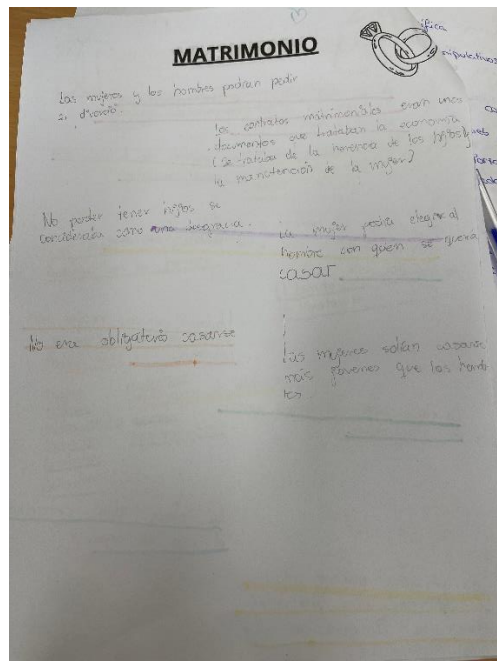 MATRIMONIO
Las mujeres y los hombres podían pedir
el divorcio.
Los contratos matrimoniales eran unos
documentos que trataban la economía
(Se trataba de la herencia de los hijos y
la manutención de la mujer)
No poder tener hijos se
consideraba como una desgracia.
La mujer podía elegir al
hombre con quien se quería
casar
No era obligatorio casarse
Las mujeres solían casarse
más jóvenes que los homb
res